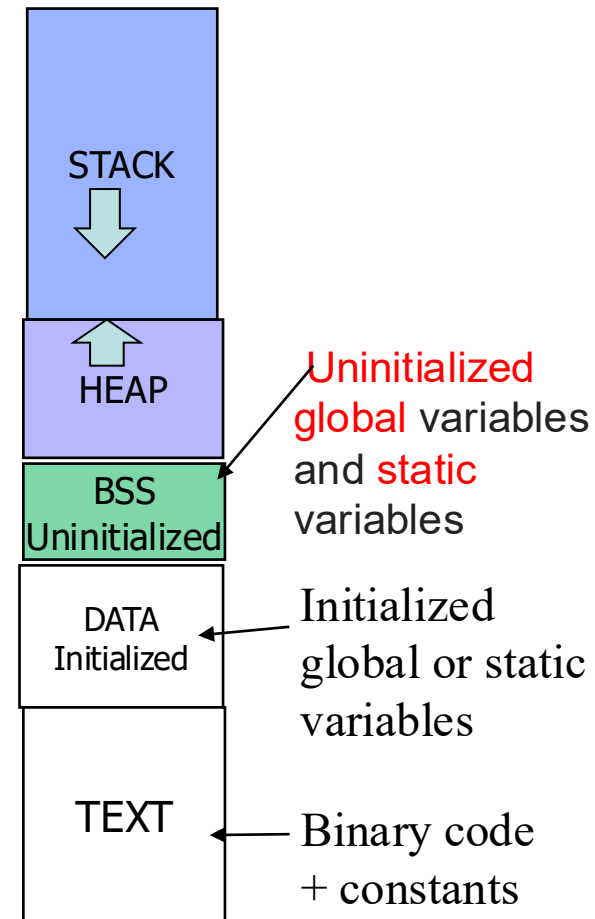 STACK
HEAP
Uninitialized
global variables
and static
variables
BSS
Uninitialized
DATA
Initialized
Initialized
global or static
variables
TEXT
Binary code
+ constants